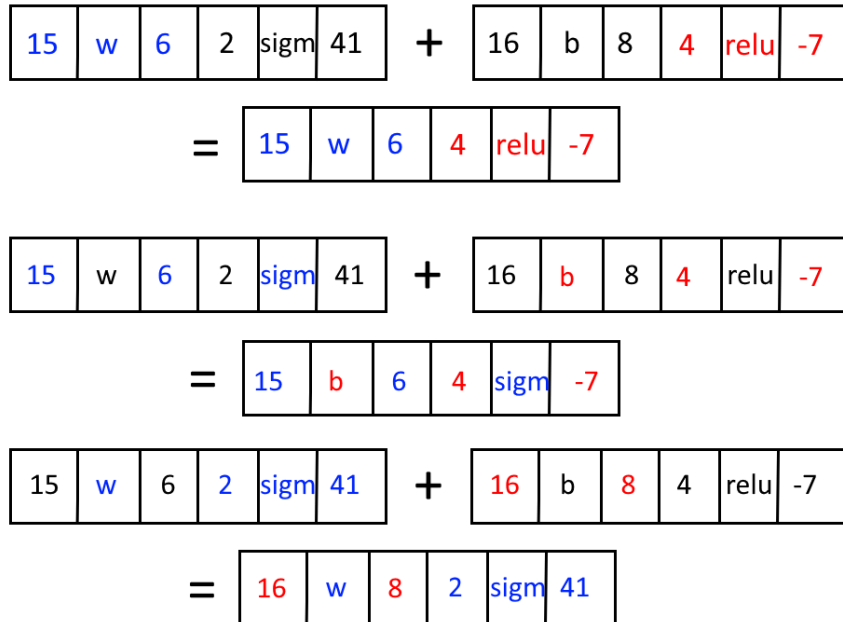 15 w 6 2 sigm 41 + 16 b 8 4 relu -7
= 15 w 6 4 relu -7
15 w 6 2 sigm 41 + 16 b 8 4 relu -7
= 15 b 6 4 sigm -7
15 w 6 2 sigm 41 + 16 b 8 4 relu -7
= 16 w 8 2 sigm 41